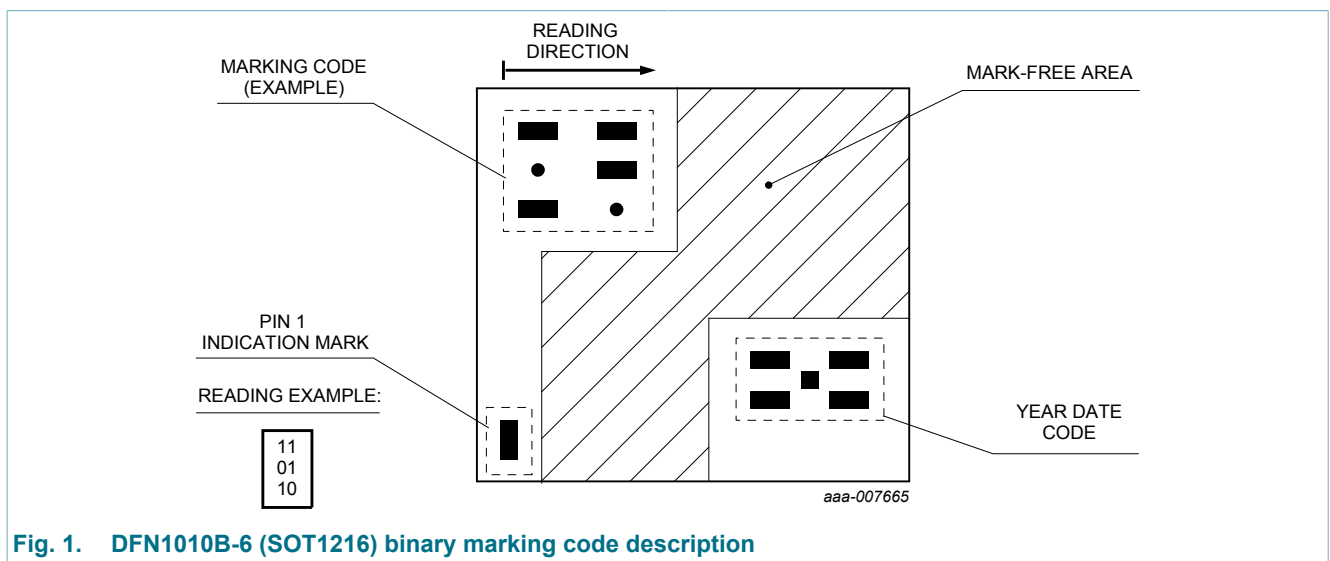 READING
DIRECTION
MARKING CODE
(EXAMPLE)
MARK-FREE AREA
PIN 1
INDICATION MARK
READING EXAMPLE:
11
01
10
YEAR DATE
CODE
aaa-007665
Fig. 1. DFN1010B-6 (SOT1216) binary marking code description